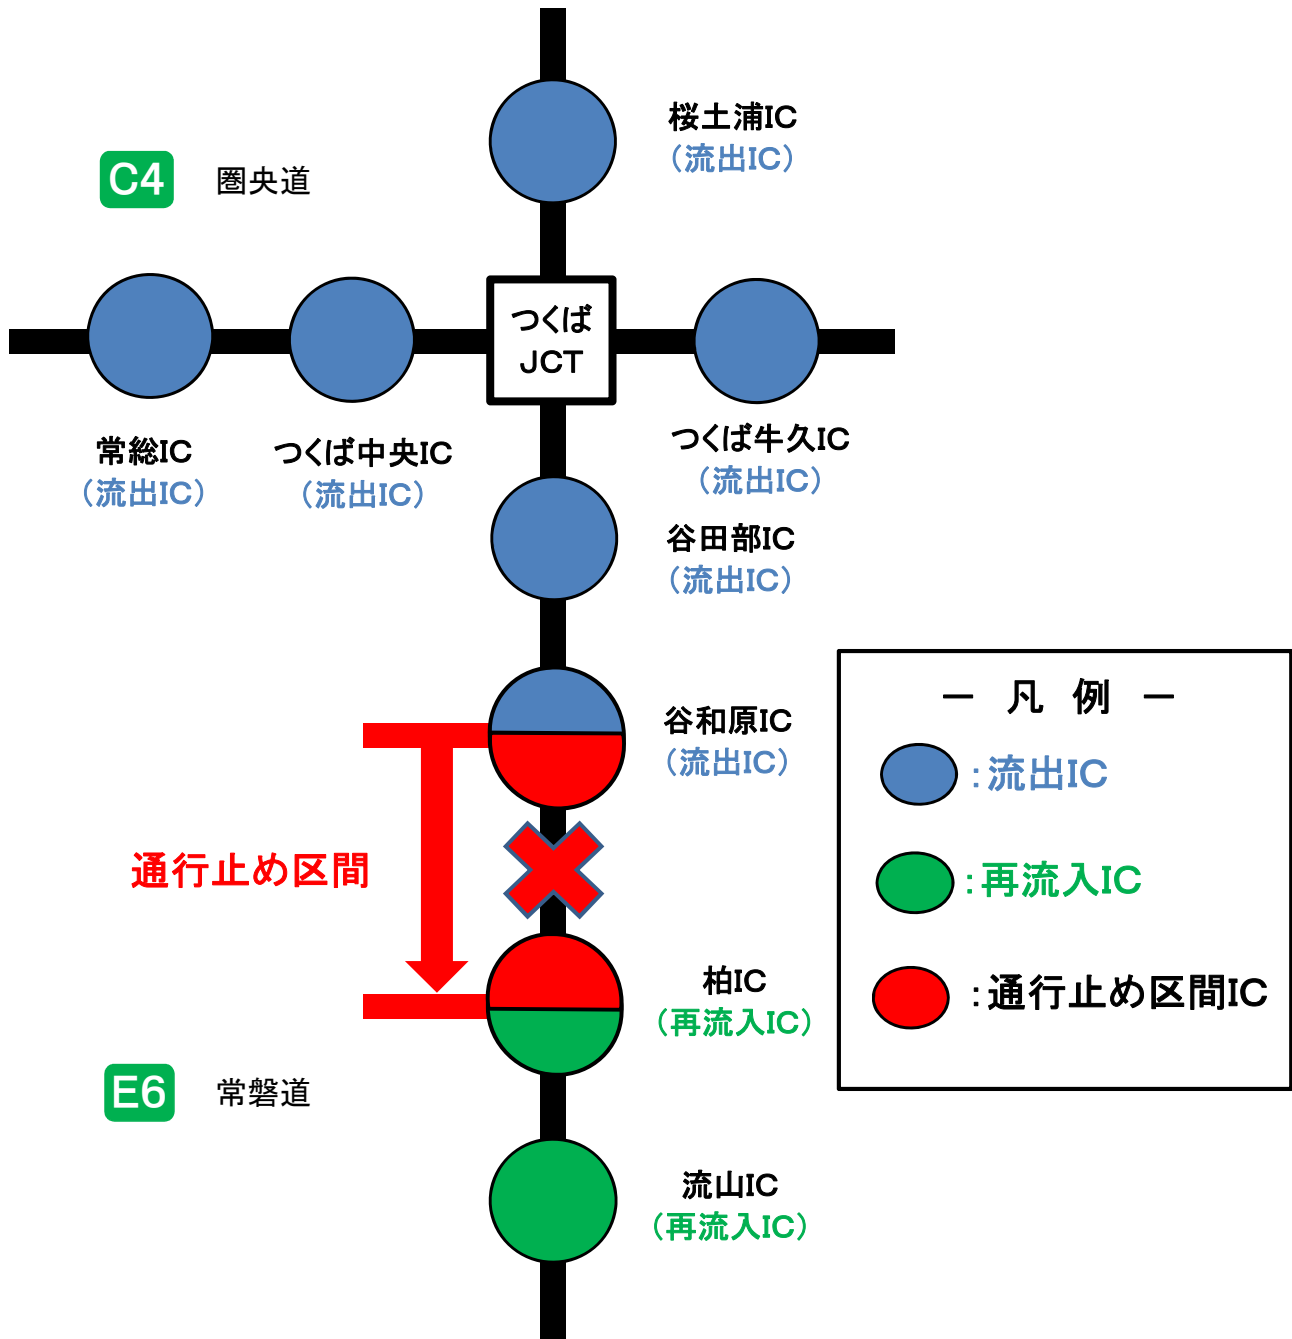 桜土浦IC
（流出IC）
C4 圏央道
つくば
JCT
常総IC
（流出IC）
つくば中央IC
（流出IC）
つくば牛久IC
（流出IC）
谷田部IC
（流出IC）
谷和原IC
（流出IC）
通行止め区間
柏IC
（再流入IC）
E6 常磐道
流山IC
（再流入IC）
－ 凡 例 －
：流出IC
：再流入IC
：通行止め区間IC